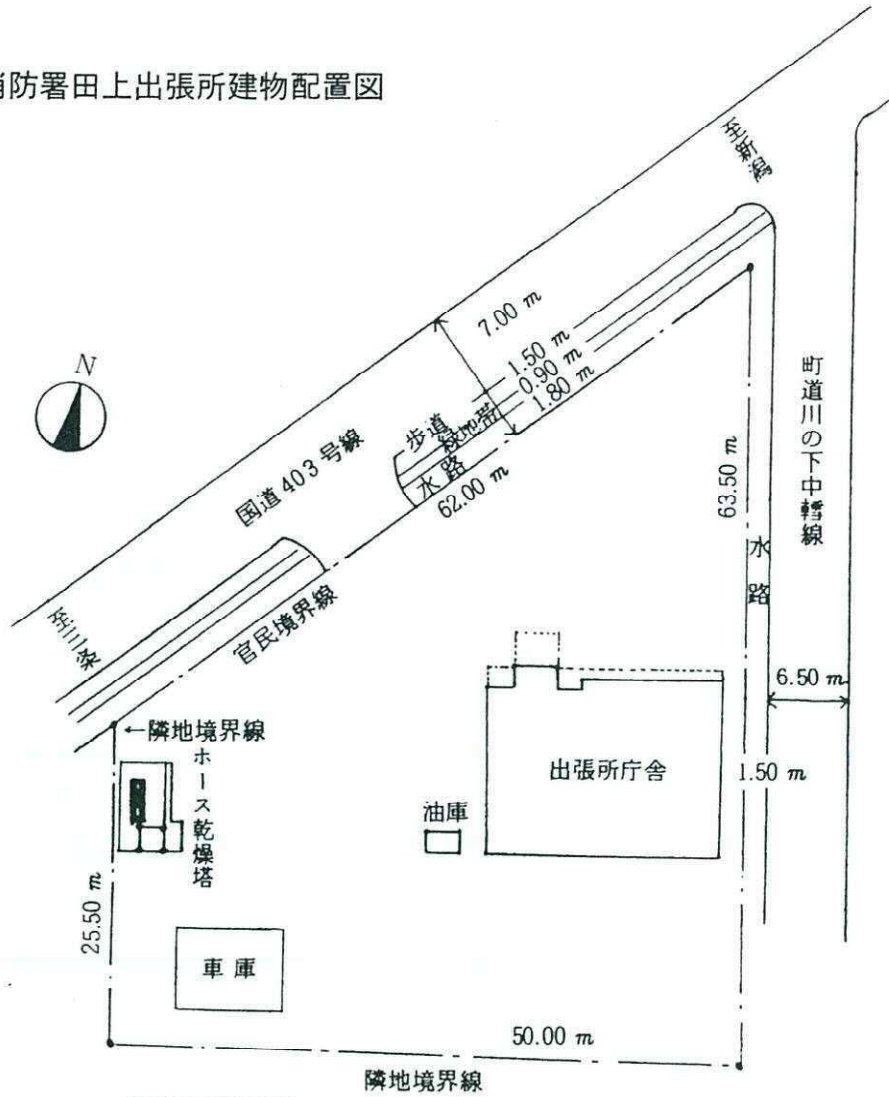 消防署田上出張所建物配置図
至新潟
N
7.00 m
1.50 m
0.90 m
1.80 m
歩道
緑地帯
水路
国道403号線
62.00 m
町道川の下中轌線
63.50 m
水路
至三条
官民境界線
6.50 m
←隣地境界線
ホース乾燥塔
出張所庁舎
1.50 m
油庫
25.50 m
車庫
50.00 m
隣地境界線